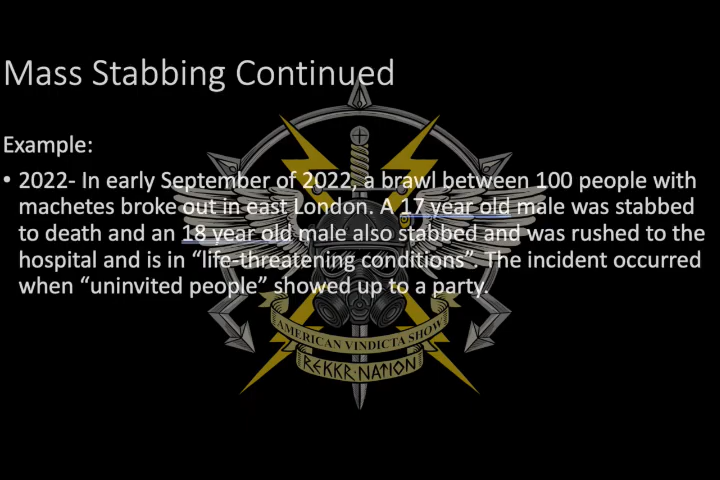 Mass Stabbing Continued
Example:
• 2022- In early September of 2022, a brawl between 100 people with
machetes broke out in east London. A 17 year old male was stabbed
to death and an 18 year old male also stabbed and was rushed to the
hospital and is in “life-threatening conditions”. The incident occurred
when “uninvited people” showed up to a party.
AMERICAN VINDICTA SHOW
REKKR·NATION